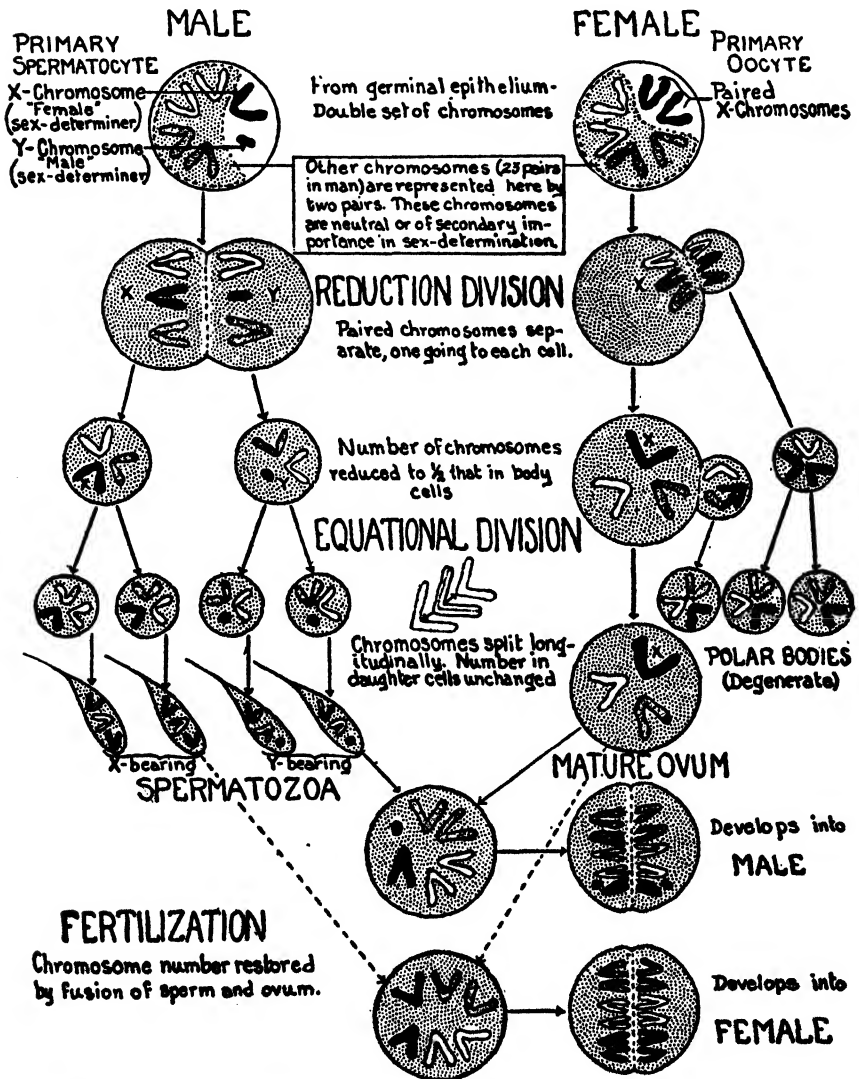 MALE
PRIMARY
SPERMATOCYTE
X-Chromosome
"Female"
(sex-determiner)
Y-Chromosome
"Male"
(sex-determiner)
From germinal epithelium-
Double set of chromosomes
FEMALE
PRIMARY
OOCYTE
Paired
X-Chromosomes
Other chromosomes (23 pairs
in man) are represented here by
two pairs. These chromosomes
are neutral or of secondary im-
portance in sex-determination.
X
Y
REDUCTION DIVISION
Paired chromosomes sep-
arate, one going to each cell.
X
Number of chromosomes
reduced to ½ that in body
cells
X
EQUATIONAL DIVISION
Chromosomes split long-
itudinally. Number in
daughter cells unchanged
X
POLAR BODIES
(Degenerate)
X-bearing
Y-bearing
SPERMATOZOA
MATURE OVUM
Develops into
MALE
FERTILIZATION
Chromosome number restored
by fusion of sperm and ovum.
Develops into
FEMALE